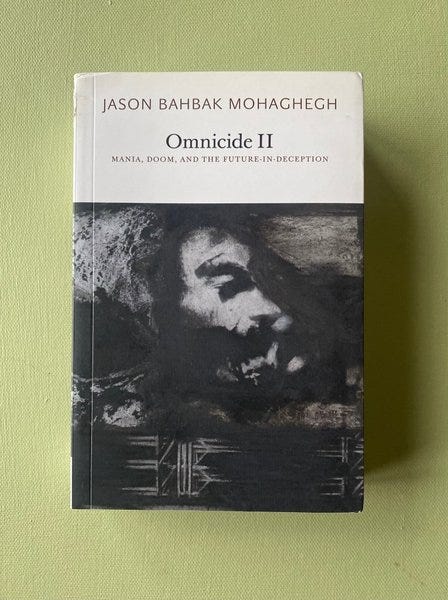 JASON BAHBAK MOHAGHEGH
Omnicide II
MANIA, DOOM, AND THE FUTURE-IN-DECEPTION